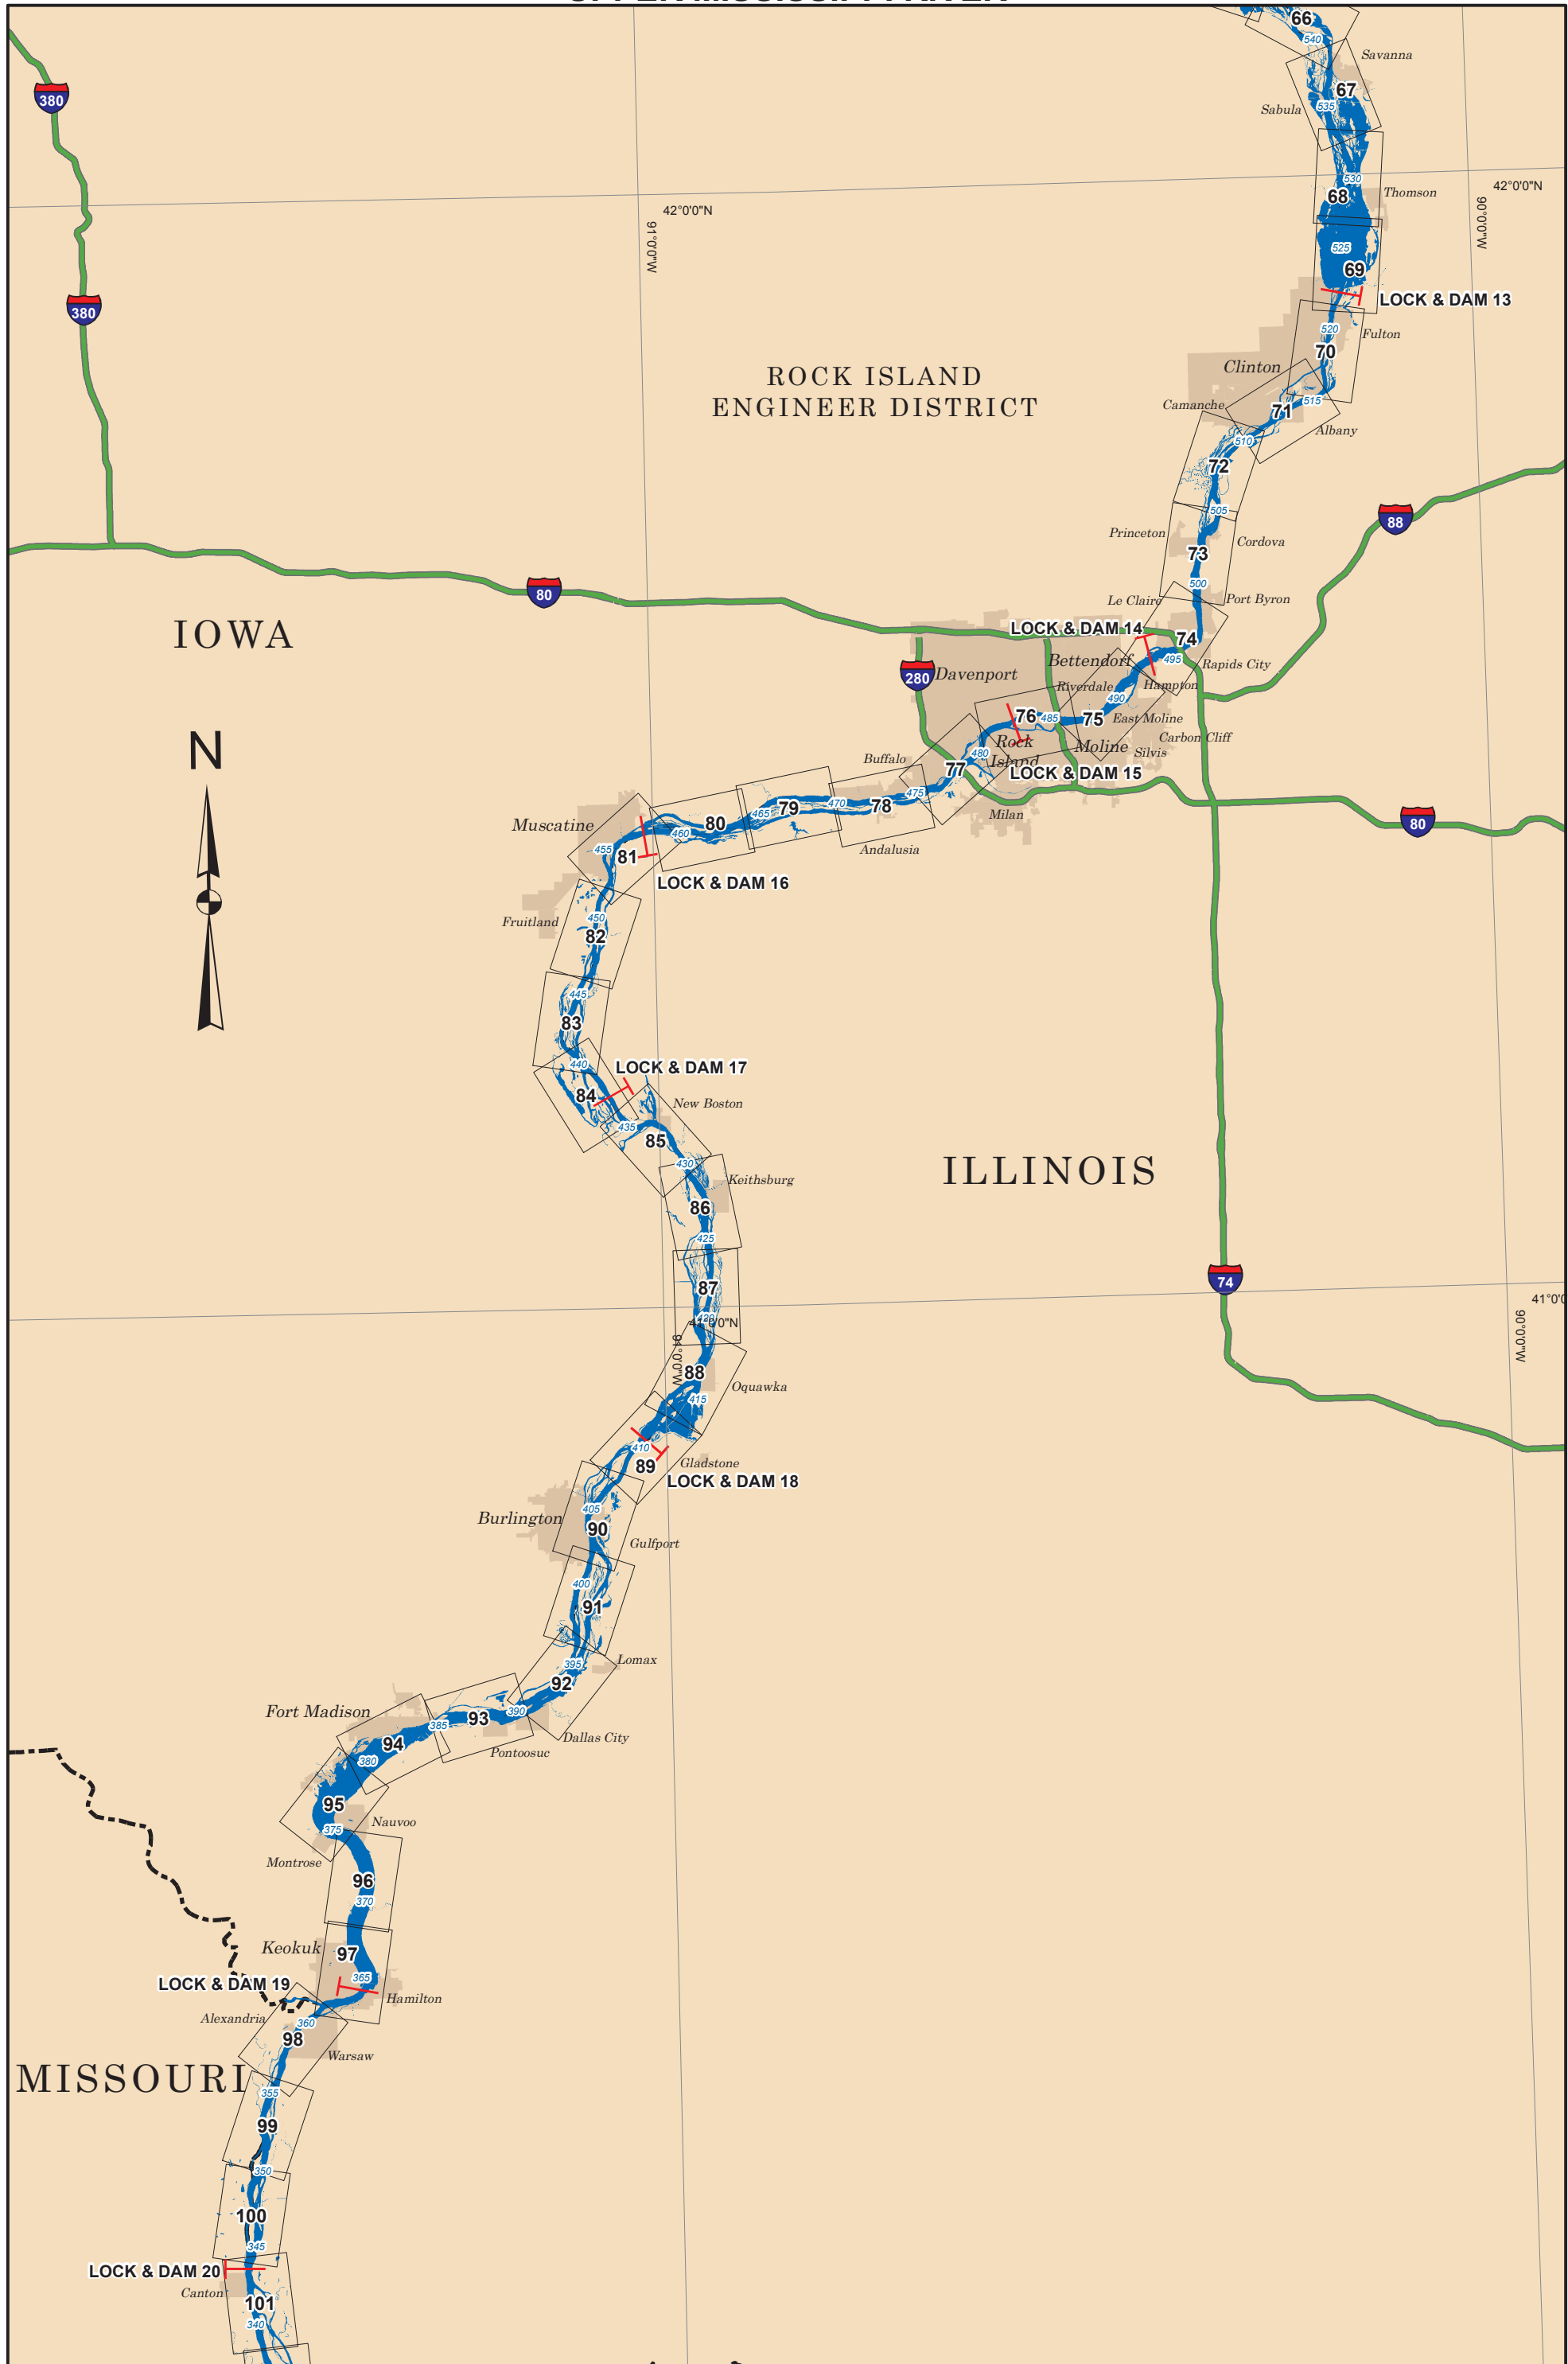 UPPER MISSISSIPPI RIVER
66
540
Savanna
380
67
535
Sabula
530
68
Thomson
42°0'0"N
42°0'0"N
91°0'0"W
90°0'0"W
525
69
LOCK & DAM 13
380
520
Fulton
70
Clinton
ROCK ISLAND
ENGINEER DISTRICT
515
Camanche
71
Albany
510
72
505
88
Princeton
Cordova
73
500
80
Le Claire
Port Byron
LOCK & DAM 14
74
IOWA
495
Bettendorf
Rapids City
280
Davenport
Riverdale
Hampton
490
76
485
75
East Moline
Carbon Cliff
Rock
Island
Moline
Silvis
480
N
Buffalo
77
LOCK & DAM 15
475
470
78
79
465
Milan
80
80
460
Muscatine
455
81
Andalusia
LOCK & DAM 16
450
Fruitland
82
445
83
440
LOCK & DAM 17
84
New Boston
435
85
430
ILLINOIS
Keithsburg
86
425
74
87
41°0'0"N
420
41°0'0"N
91°0'0"W
90°0'0"W
88
Oquawka
415
410
89
Gladstone
LOCK & DAM 18
405
Burlington
90
Gulfport
400
91
Lomax
395
92
Fort Madison
390
93
385
Dallas City
94
Pontoosuc
380
95
Nauvoo
375
Montrose
96
370
Keokuk
97
365
LOCK & DAM 19
Hamilton
Alexandria
360
98
Warsaw
MISSOURI
355
99
350
100
345
LOCK & DAM 20
Canton
101
340